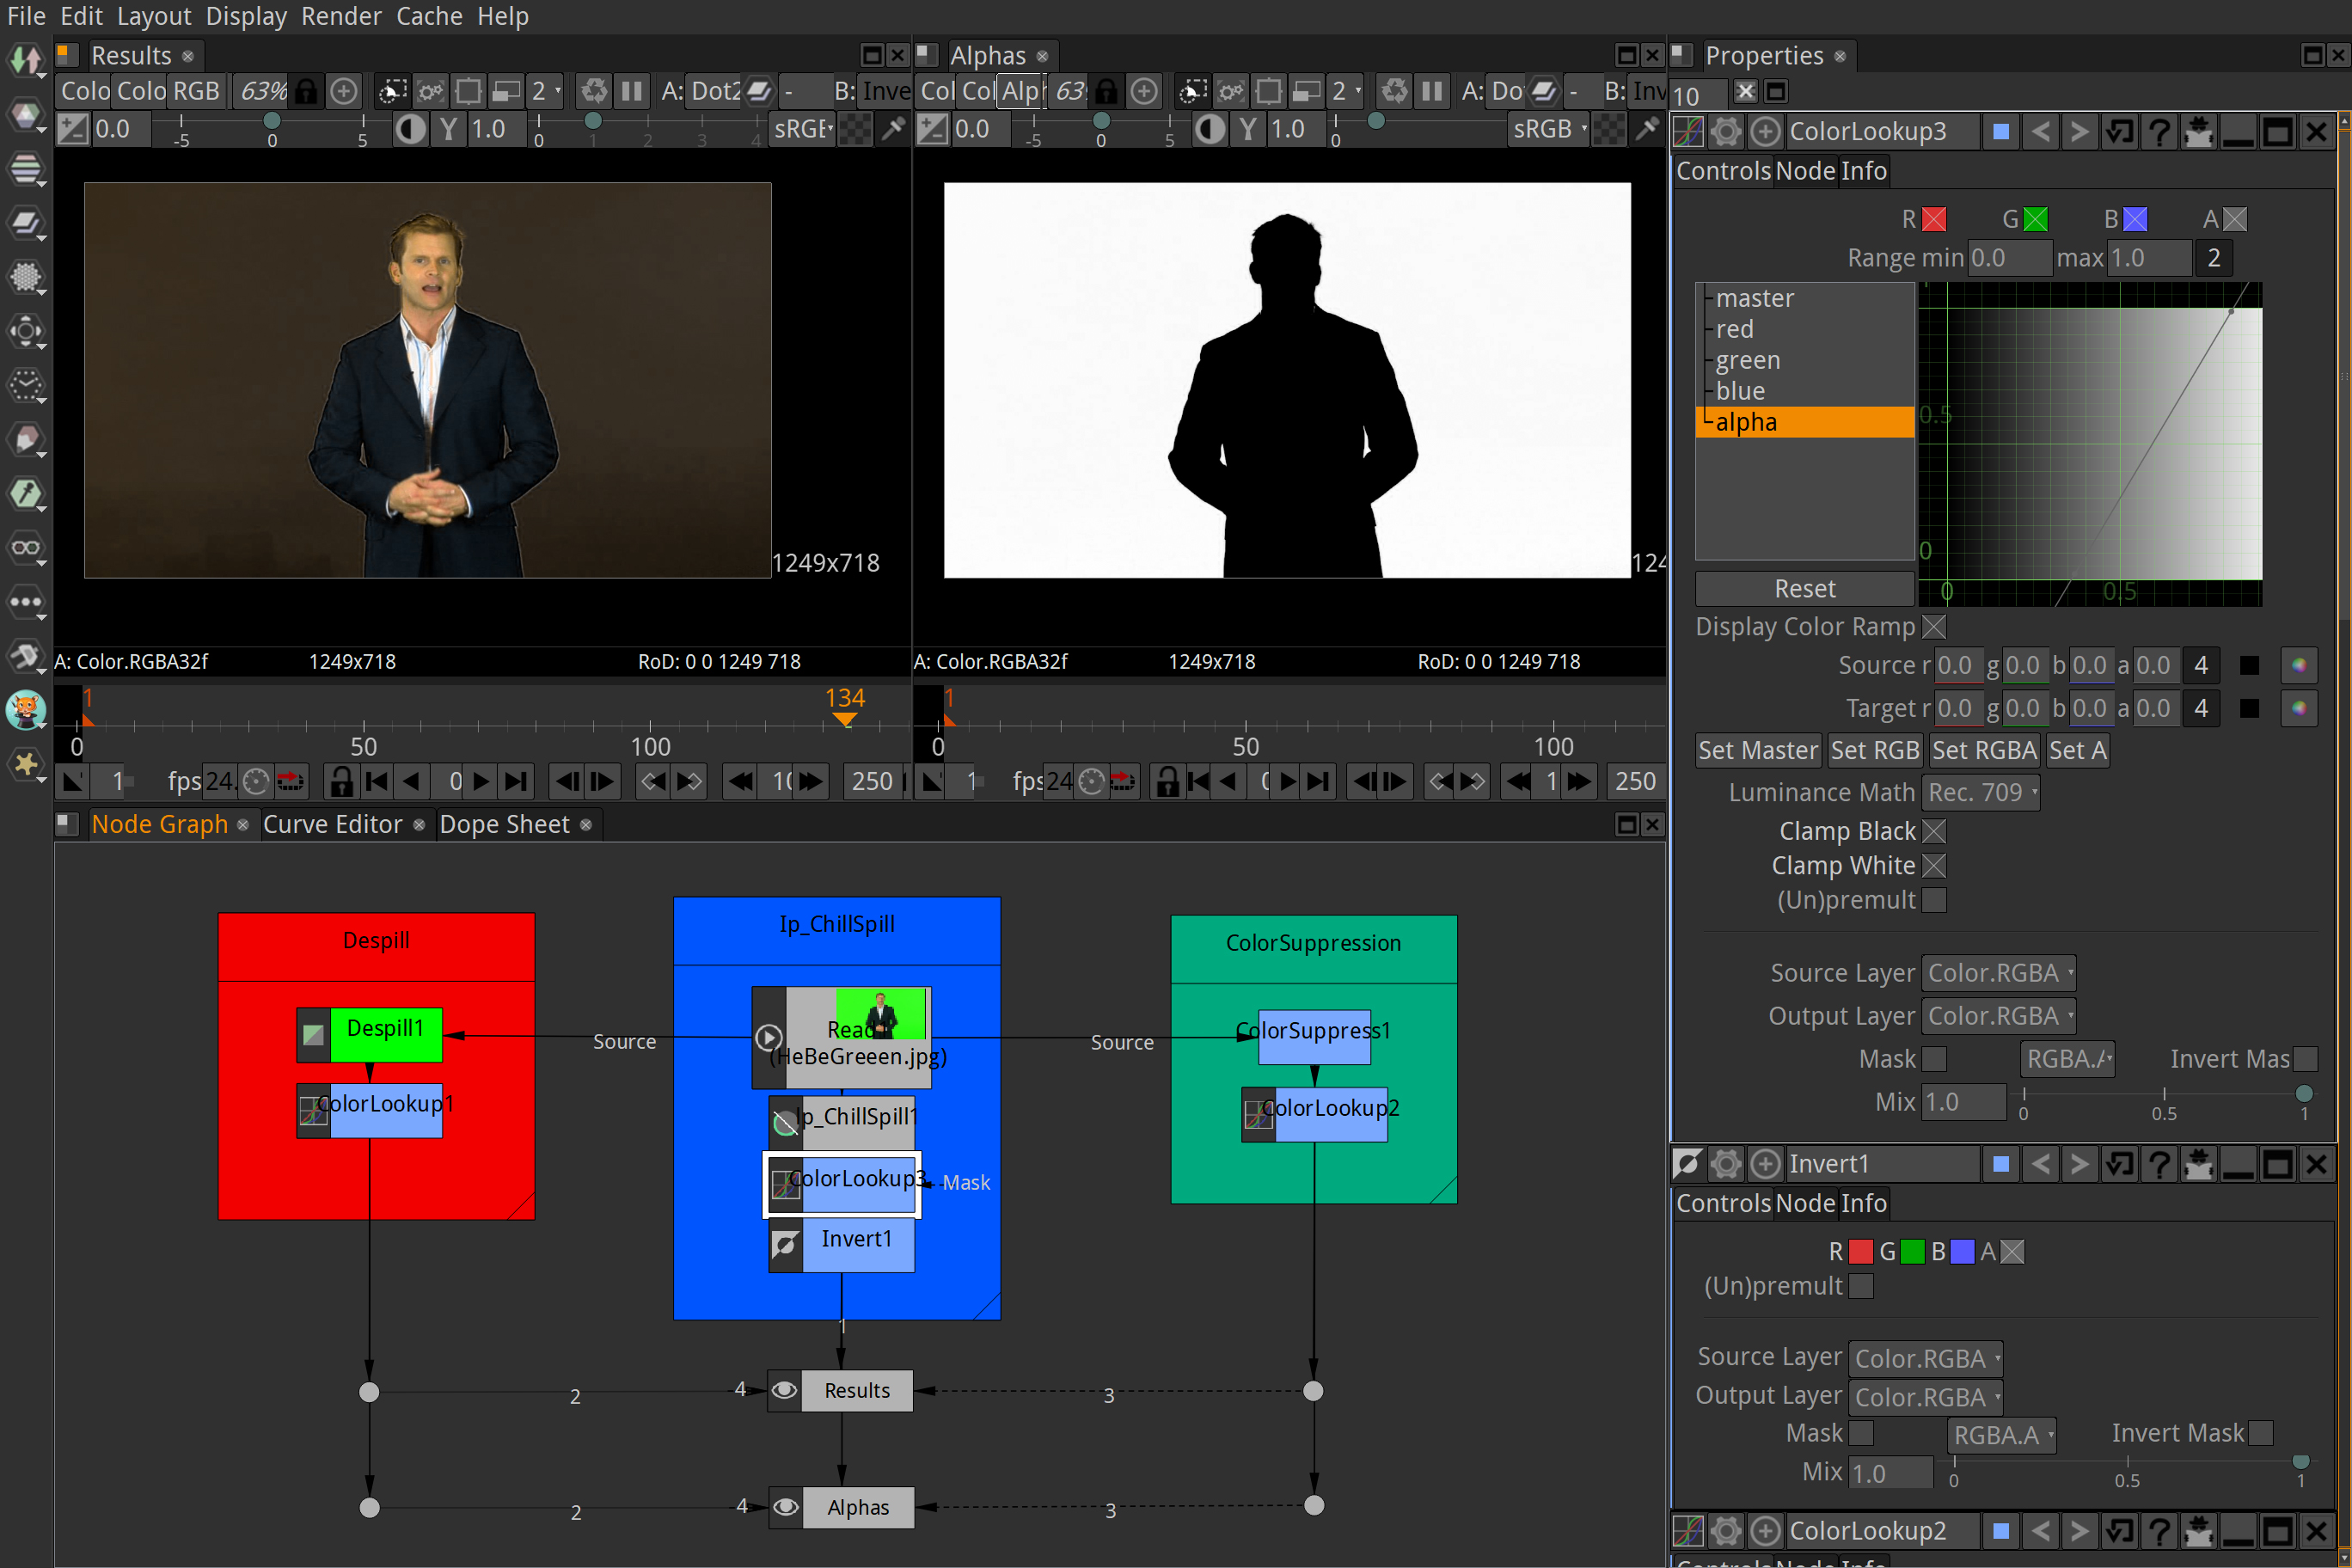 File Edit Layout Display Render Cache Help
Results
Alphas
Properties
Colo Colo RGB 63% 2 A: Dot2 - B: Inve
Col Col Alp 63 2 A: Do - B: Inv
10
0.0 -5 0 5 Y 1.0 0 1 2 3 4 sRGB
0.0 -5 0 5 Y 1.0 0 sRGB
ColorLookup3
Controls Node Info
R G B A
Range min 0.0 max 1.0 2
master
red
green
blue
alpha
0.5
0
0 0.5
Reset
Display Color Ramp
Source r 0.0 g 0.0 b 0.0 a 0.0 4
Target r 0.0 g 0.0 b 0.0 a 0.0 4
Set Master Set RGB Set RGBA Set A
Luminance Math Rec. 709
Clamp Black
Clamp White
(Un)premult
Source Layer Color.RGBA
Output Layer Color.RGBA
Mask RGBA.A Invert Mas
Mix 1.0 0 0.5 1
Invert1
Controls Node Info
R G B A
(Un)premult
Source Layer Color.RGBA
Output Layer Color.RGBA
Mask RGBA.A Invert Mask
Mix 1.0 0 0.5 1
ColorLookup2
Controls Node Info
1249x718
124
A: Color.RGBA32f 1249x718 RoD: 0 0 1249 718
A: Color.RGBA32f 1249x718 RoD: 0 0 1249 718
1 134
0 50 100
1
0 50 100
1 fps 24. 0 10 250
1 fps 24 0 1 250
Node Graph Curve Editor Dope Sheet
Despill
Ip_ChillSpill
ColorSuppression
Despill1
Source
Read
(HeBeGreeen.jpg)
Source
ColorSuppress1
ColorLookup1
Ip_ChillSpill1
ColorLookup2
ColorLookup3
Mask
Invert1
1
2 4 Results 3
2 4 Alphas 3